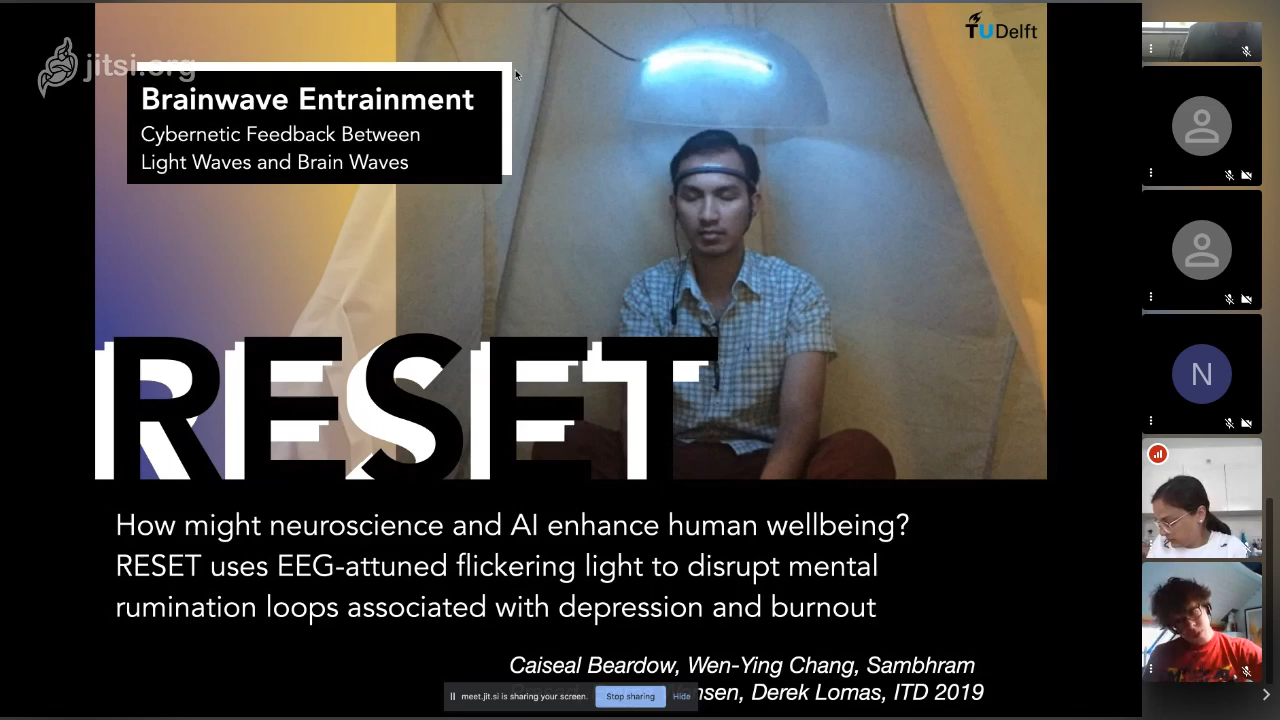 jitsi.org
TUDelft
Brainwave Entrainment
Cybernetic Feedback Between
Light Waves and Brain Waves
RESET
How might neuroscience and AI enhance human wellbeing?
RESET uses EEG-attuned flickering light to disrupt mental
rumination loops associated with depression and burnout
Caiseal Beardow, Wen-Ying Chang, Sambhram
Derek Lomas, ITD 2019
meet.jit.si is sharing your screen.
Stop sharing
Hide
N